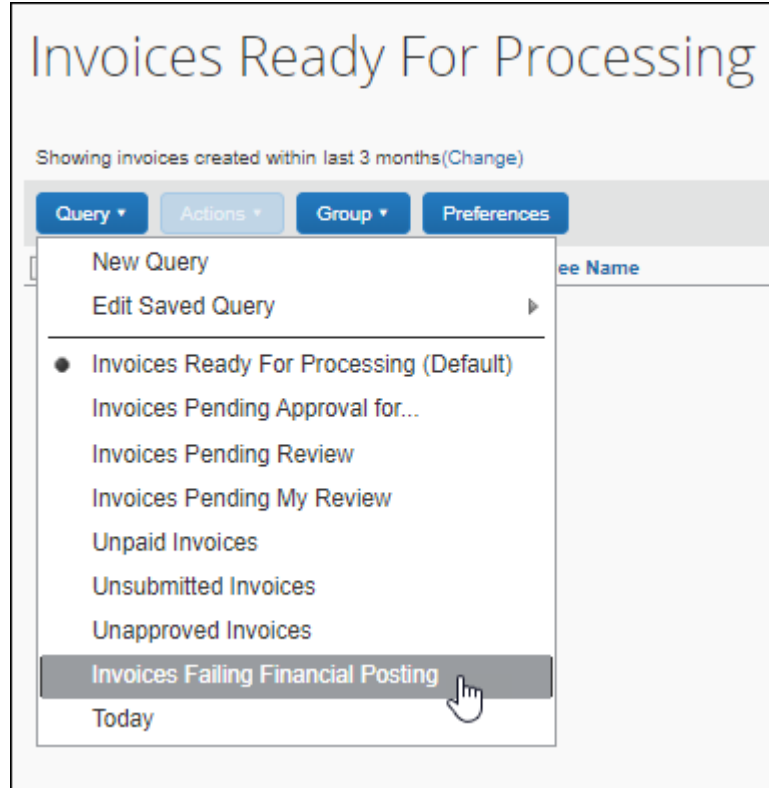 Invoices Ready For Processing
Showing invoices created within last 3 months(Change)
Query Actions Group Preferences
ee Name
New Query
Edit Saved Query
Invoices Ready For Processing (Default)
Invoices Pending Approval for...
Invoices Pending Review
Invoices Pending My Review
Unpaid Invoices
Unsubmitted Invoices
Unapproved Invoices
Invoices Failing Financial Posting
Today